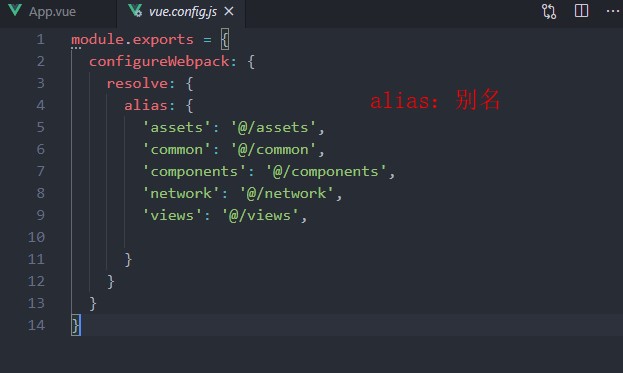 App.vue
vue.config.js ×
1 module.exports = {
2 configureWebpack: {
3 resolve: {
4 alias: {
alias: 别名
5 'assets': '@/assets',
6 'common': '@/common',
7 'components': '@/components',
8 'network': '@/network',
9 'views': '@/views',
10
11 }
12 }
13 }
14 }